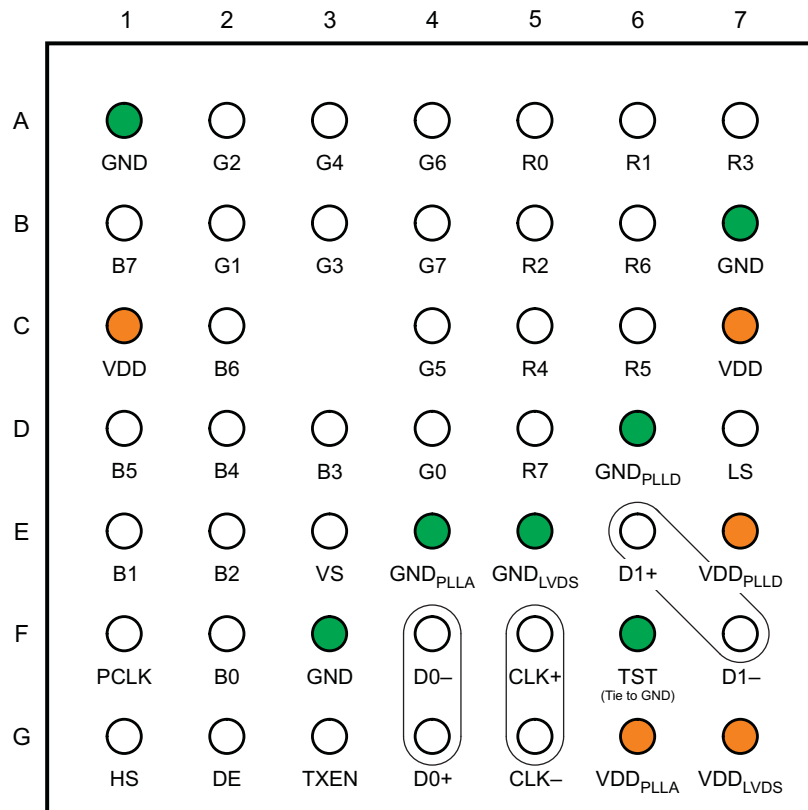 1 2 3 4 5 6 7
A
GND G2 G4 G6 R0 R1 R3
B
B7 G1 G3 G7 R2 R6 GND
C
VDD B6 G5 R4 R5 VDD
D
B5 B4 B3 G0 R7 GNDPLLD LS
E
B1 B2 VS GNDPLLA GNDLVDS D1+ VDDPLLD
F
PCLK B0 GND D0– CLK+ TST D1–
(Tie to GND)
G
HS DE TXEN D0+ CLK– VDDPLLA VDDLVDS